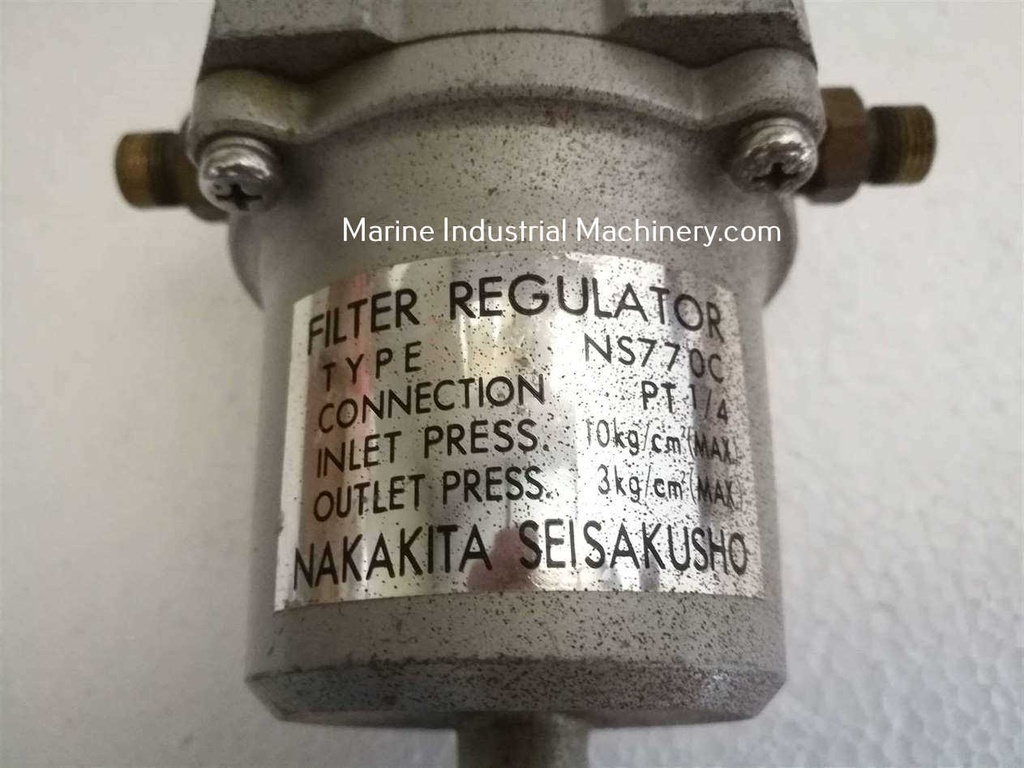 Marine Industrial Machinery.com
FILTER REGULATOR
TYPE NS770C
CONNECTION PT 1/4
INLET PRESS. 10kg/cm²(MAX.)
OUTLET PRESS. 3kg/cm²(MAX.)
NAKAKITA SEISAKUSHO